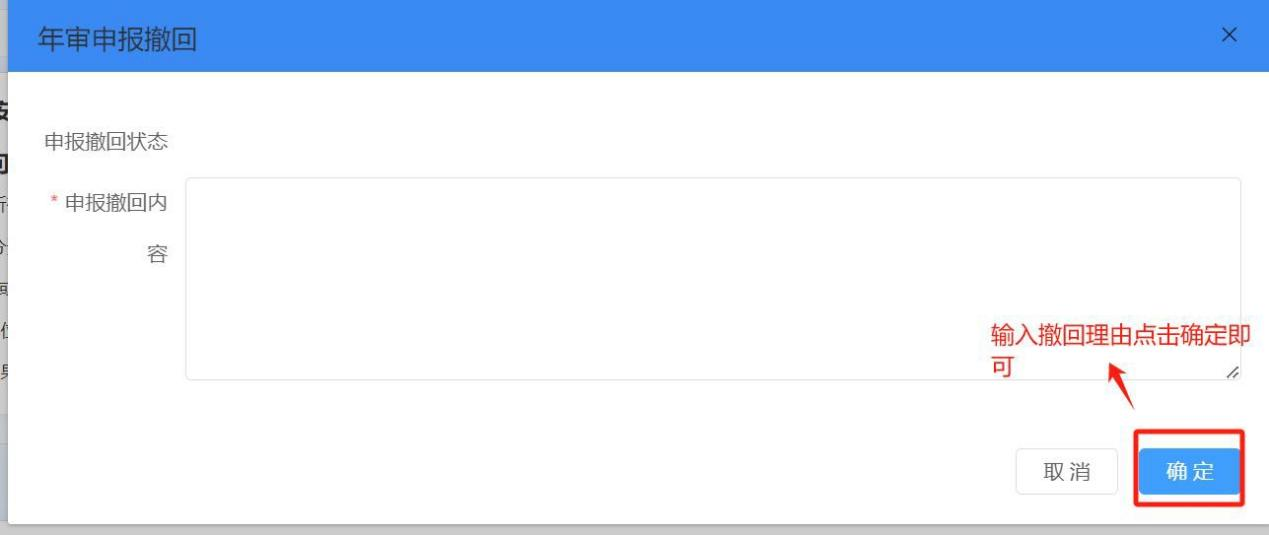 年审申报撤回
申报撤回状态
* 申报撤回内
容
输入撤回理由点击确定即
可
取消
确定